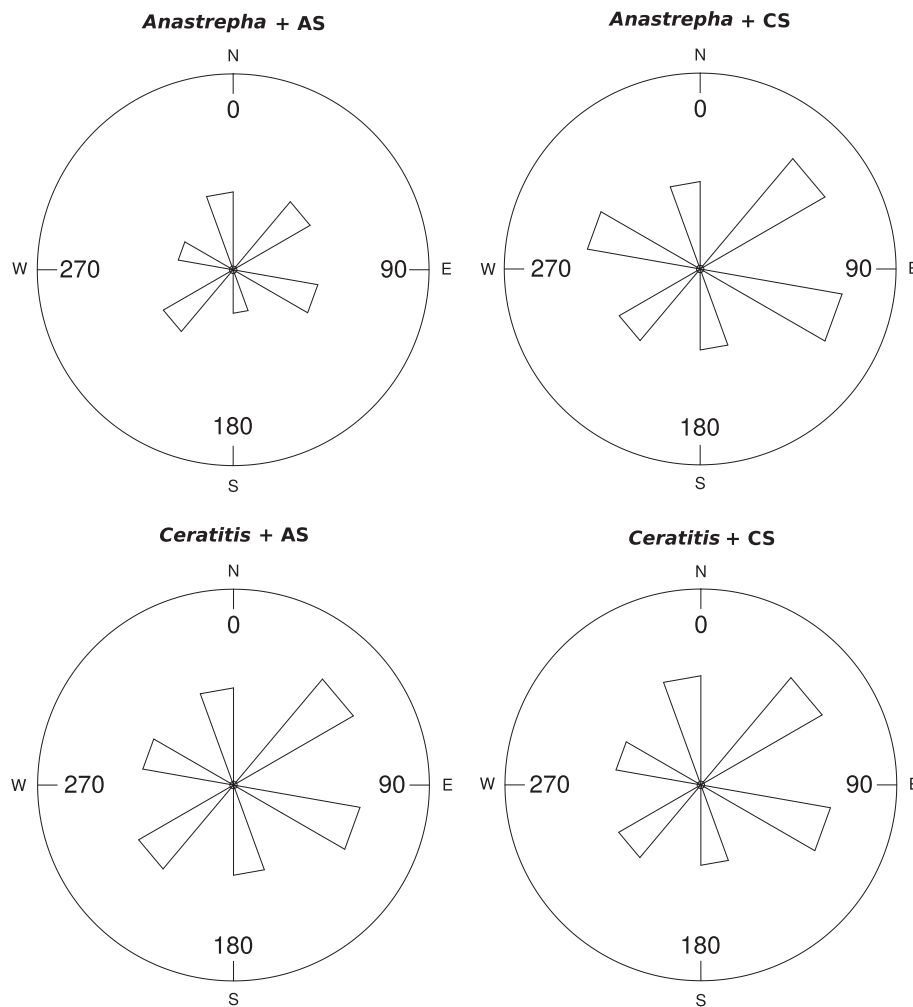 Anastrepha + AS
N
0
W 270 90 E
180
S
Anastrepha + CS
N
0
W 270 90 E
180
S
Ceratitis + AS
N
0
W 270 90 E
180
S
Ceratitis + CS
N
0
W 270 90 E
180
S